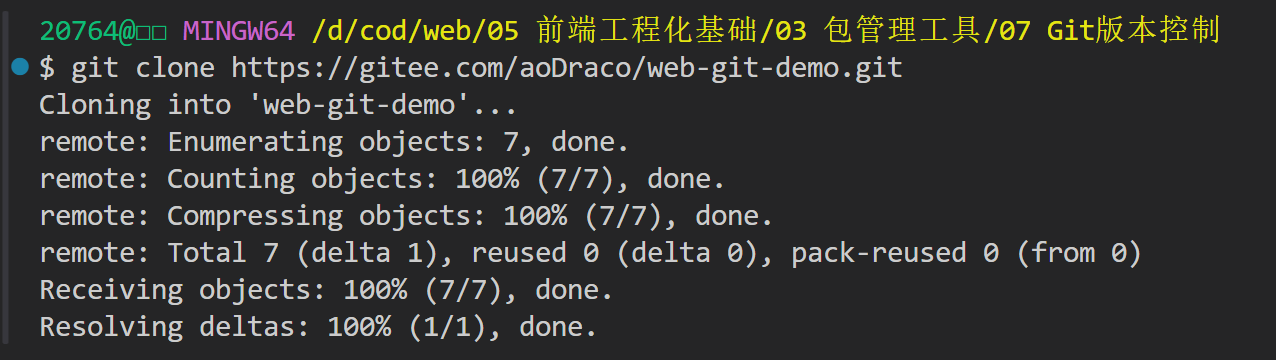 20764@□□ MINGW64 /d/cod/web/05 前端工程化基础/03 包管理工具/07 Git版本控制
$ git clone https://gitee.com/aoDraco/web-git-demo.git
Cloning into 'web-git-demo'...
remote: Enumerating objects: 7, done.
remote: Counting objects: 100% (7/7), done.
remote: Compressing objects: 100% (7/7), done.
remote: Total 7 (delta 1), reused 0 (delta 0), pack-reused 0 (from 0)
Receiving objects: 100% (7/7), done.
Resolving deltas: 100% (1/1), done.